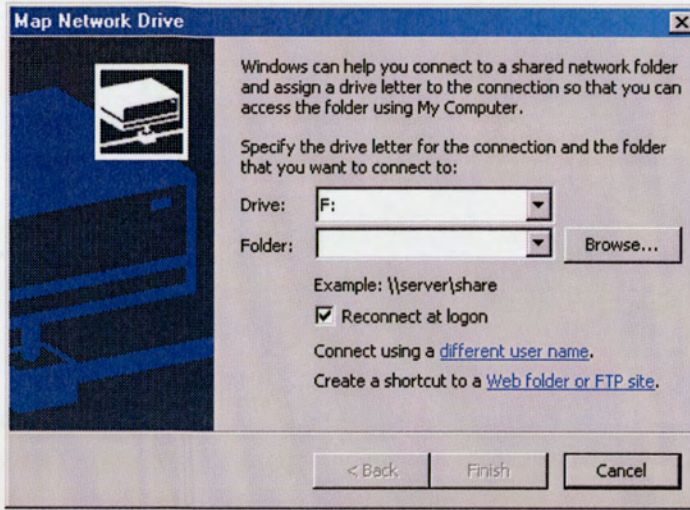 Map Network Drive
Windows can help you connect to a shared network folder
and assign a drive letter to the connection so that you can
access the folder using My Computer.
Specify the drive letter for the connection and the folder
that you want to connect to:
Drive: F:
Folder: Browse...
Example: \\server\share
Reconnect at logon
Connect using a different user name.
Create a shortcut to a Web folder or FTP site.
< Back Finish Cancel